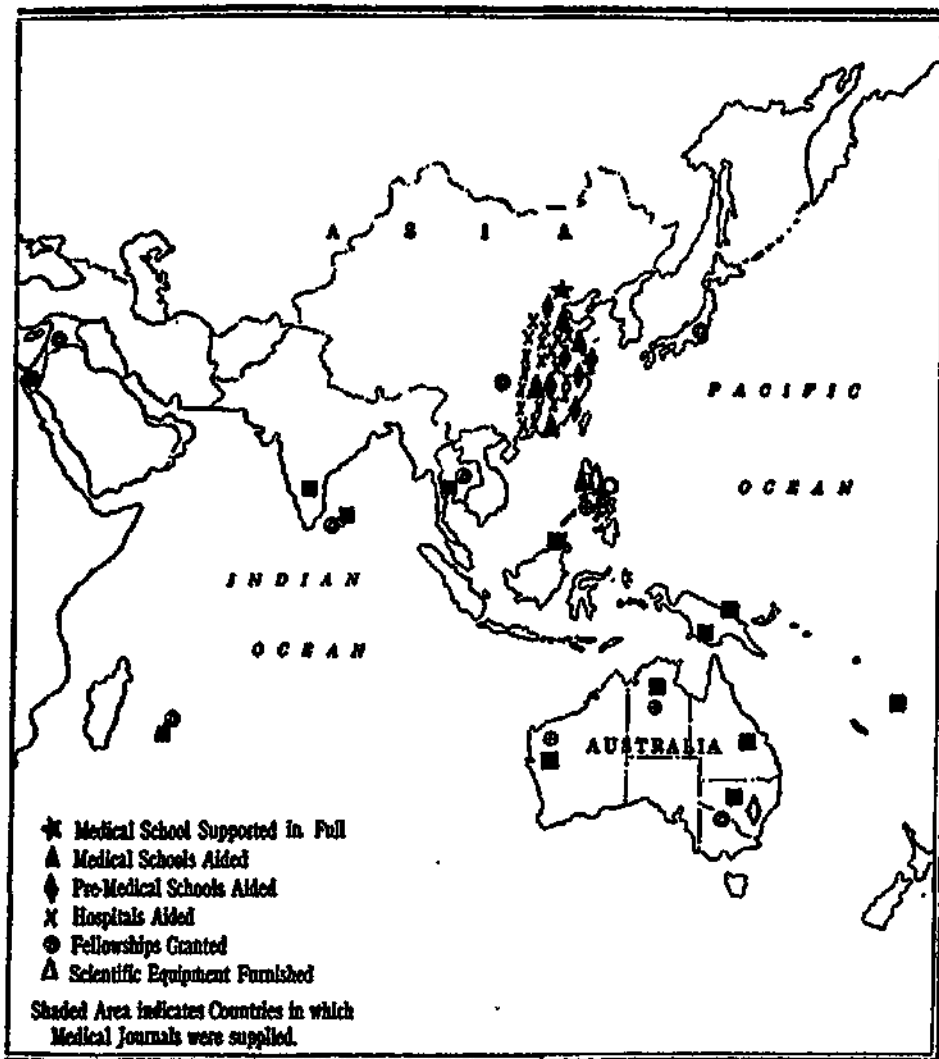 A S I A
PACIFIC
OCEAN
INDIAN
OCEAN
AUSTRALIA
Medical School Supported in Full
Medical Schools Aided
Pre-Medical Schools Aided
Hospitals Aided
Fellowships Granted
Scientific Equipment Furnished
Shaded Area indicates Countries in which
Medical Journals were supplied.